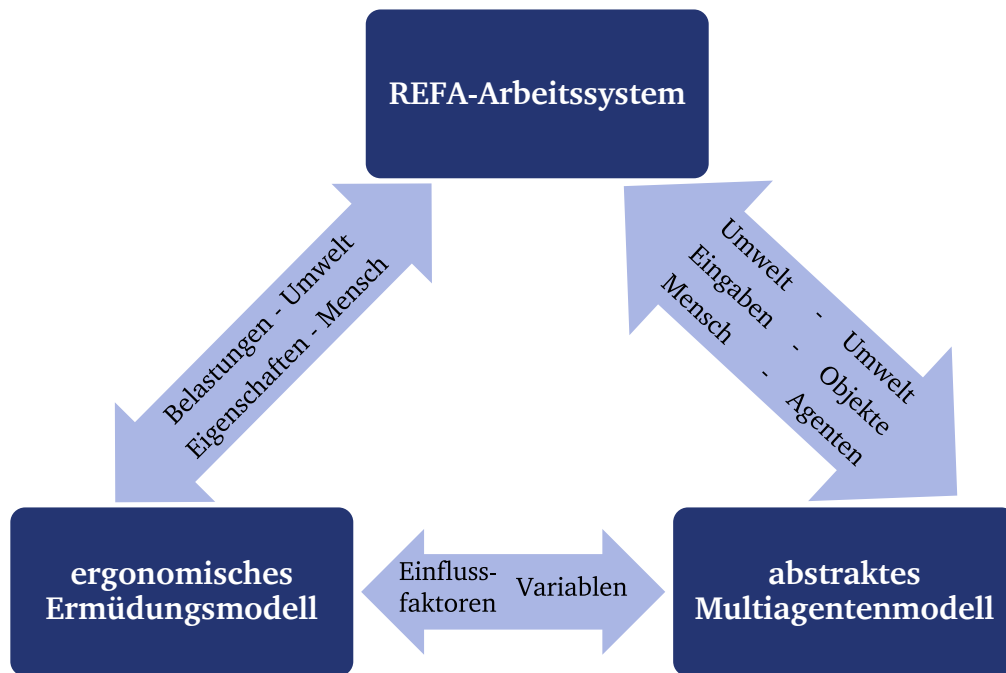 REFA-Arbeitssystem
Belastungen - Umwelt
Eigenschaften - Mensch
Umwelt - Umwelt
Eingaben - Objekte
Mensch - Agenten
ergonomisches
Ermüdungsmodell
Einfluss-
faktoren
Variablen
abstraktes
Multiagentenmodell